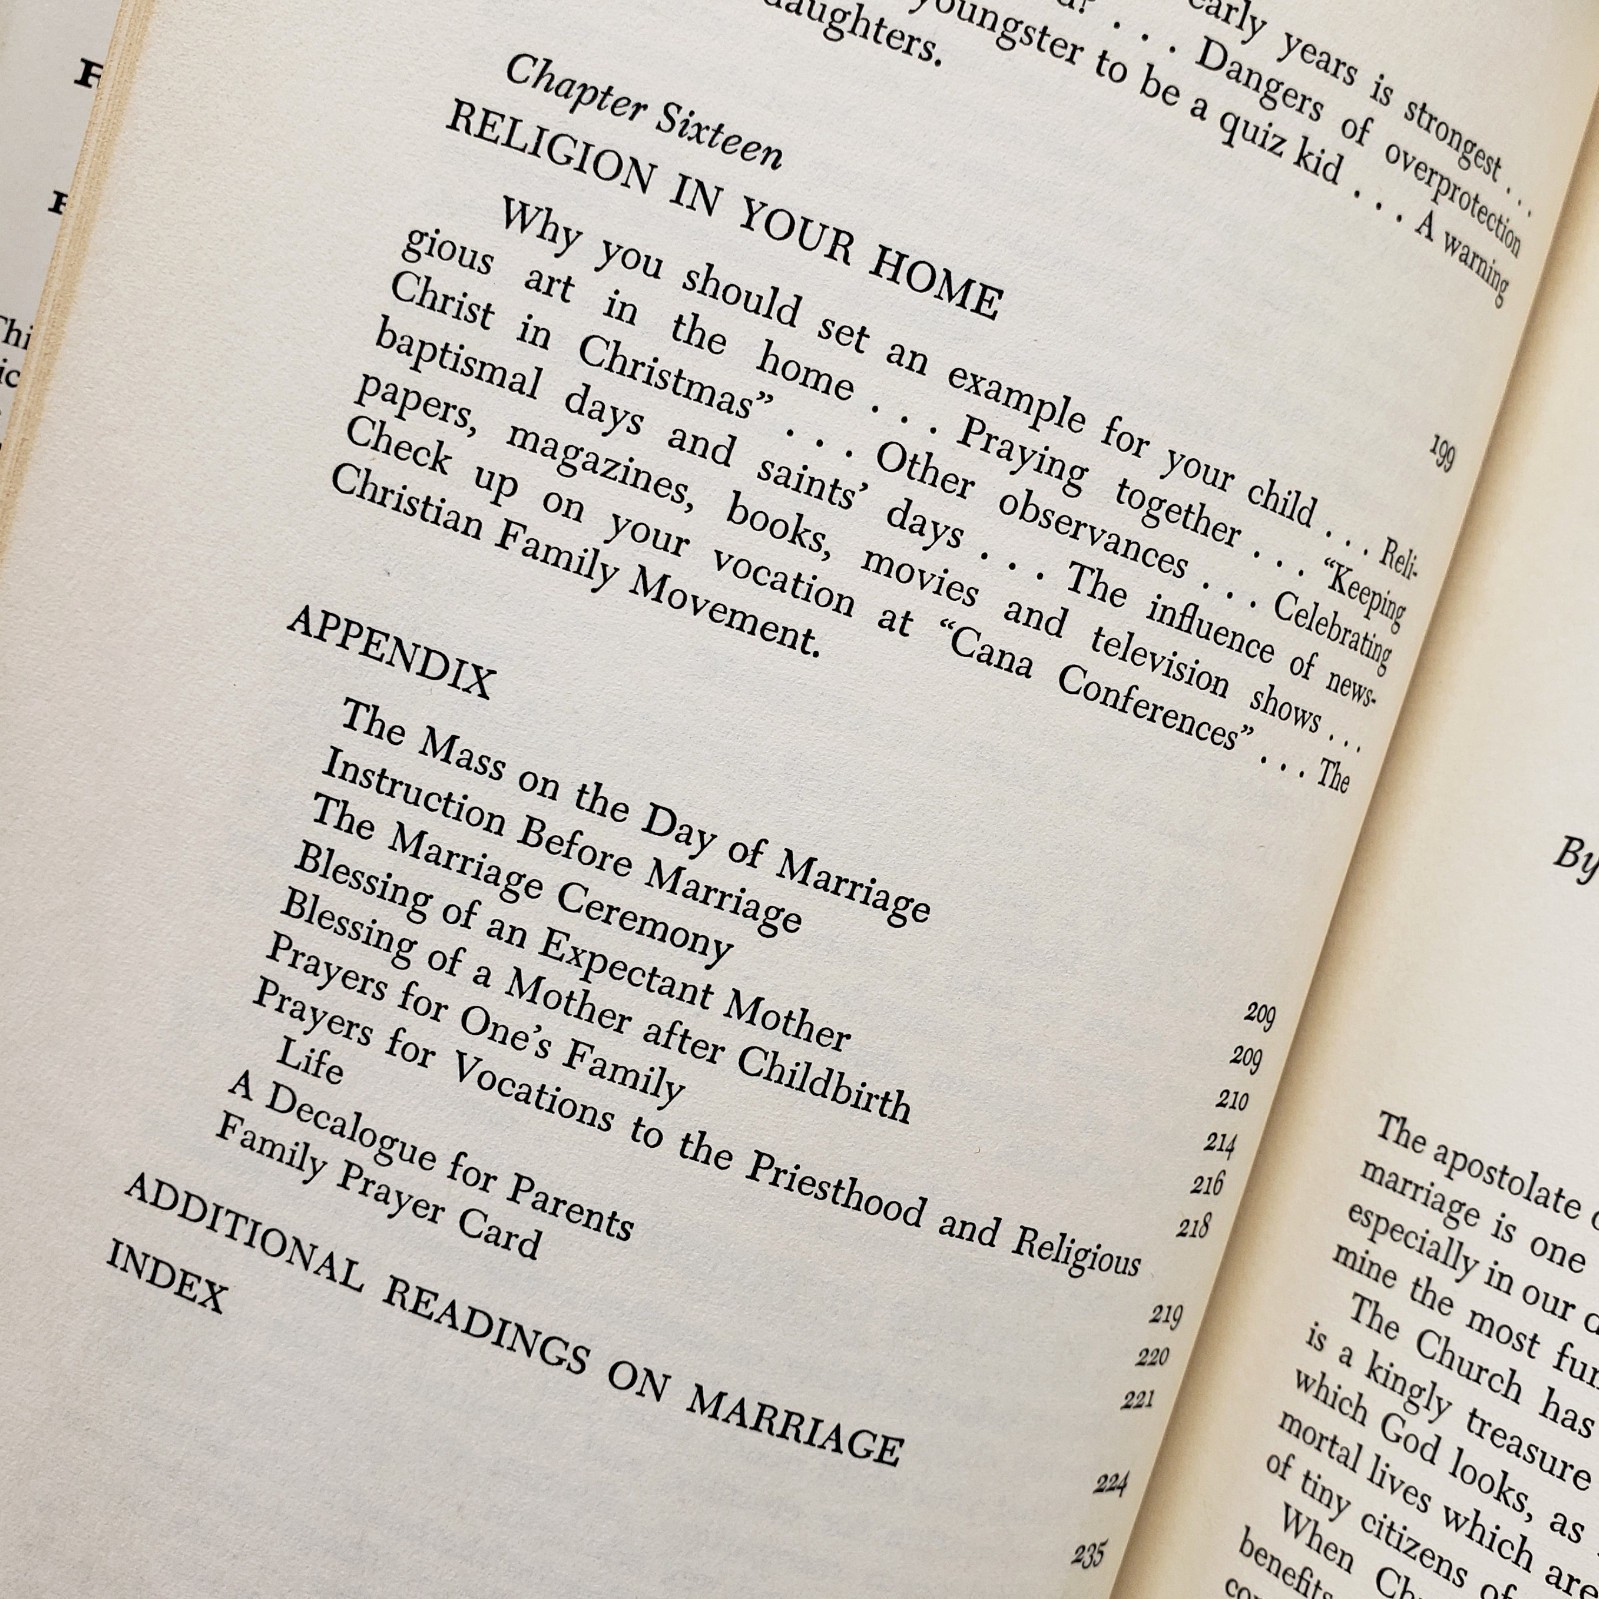 early years is strongest . . .
. . . Dangers of overprotection
youngster to be a quiz kid . . . A warning
daughters.
Chapter Sixteen
RELIGION IN YOUR HOME 199
Why you should set an example for your child . . . Reli-
gious art in the home . . . Praying together . . . “Keeping
Christ in Christmas” . . . Other observances . . . Celebrating
baptismal days and saints’ days . . . The influence of news-
papers, magazines, books, movies and television shows . . .
Check up on your vocation at “Cana Conferences” . . . The
Christian Family Movement.
APPENDIX
The Mass on the Day of Marriage 209
Instruction Before Marriage 209
The Marriage Ceremony 210
Blessing of an Expectant Mother 214
Blessing of a Mother after Childbirth 216
Prayers for One’s Family 218
Prayers for Vocations to the Priesthood and Religious
Life 219
A Decalogue for Parents 220
Family Prayer Card 221
ADDITIONAL READINGS ON MARRIAGE 224
INDEX 235
By
The apostolate
marriage is one
especially in our
mine the most
The Church has
is a kingly treasure
which God looks, as
mortal lives which are
of tiny citizens of
When
benefits